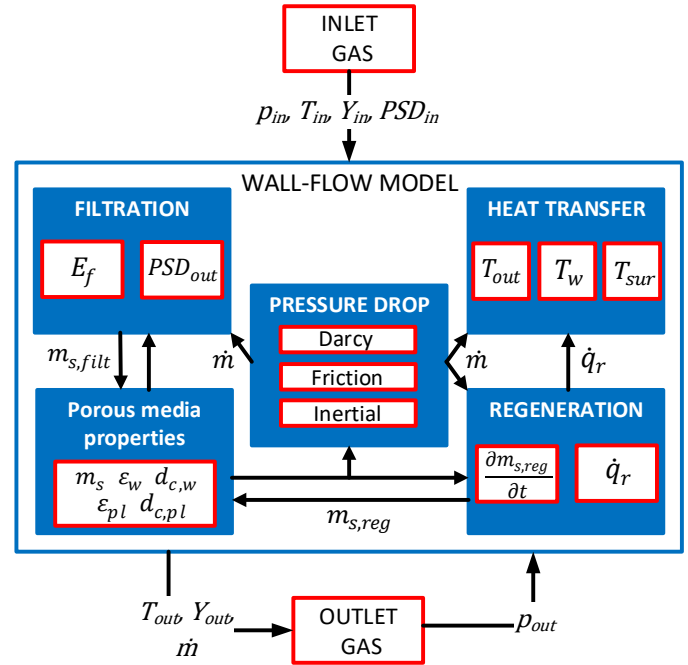 INLET
GAS
p_in, T_in, Y_in, PSD_in
WALL-FLOW MODEL
FILTRATION
E_f
PSD_out
HEAT TRANSFER
T_out
T_w
T_sur
PRESSURE DROP
Darcy
Friction
Inertial
m_s,filt
ṁ
ṁ
q̇_r
Porous media
properties
m_s ε_w d_c,w
ε_pl d_c,pl
REGENERATION
∂m_s,reg
∂t
q̇_r
m_s,reg
T_out, Y_out,
ṁ
OUTLET
GAS
p_out